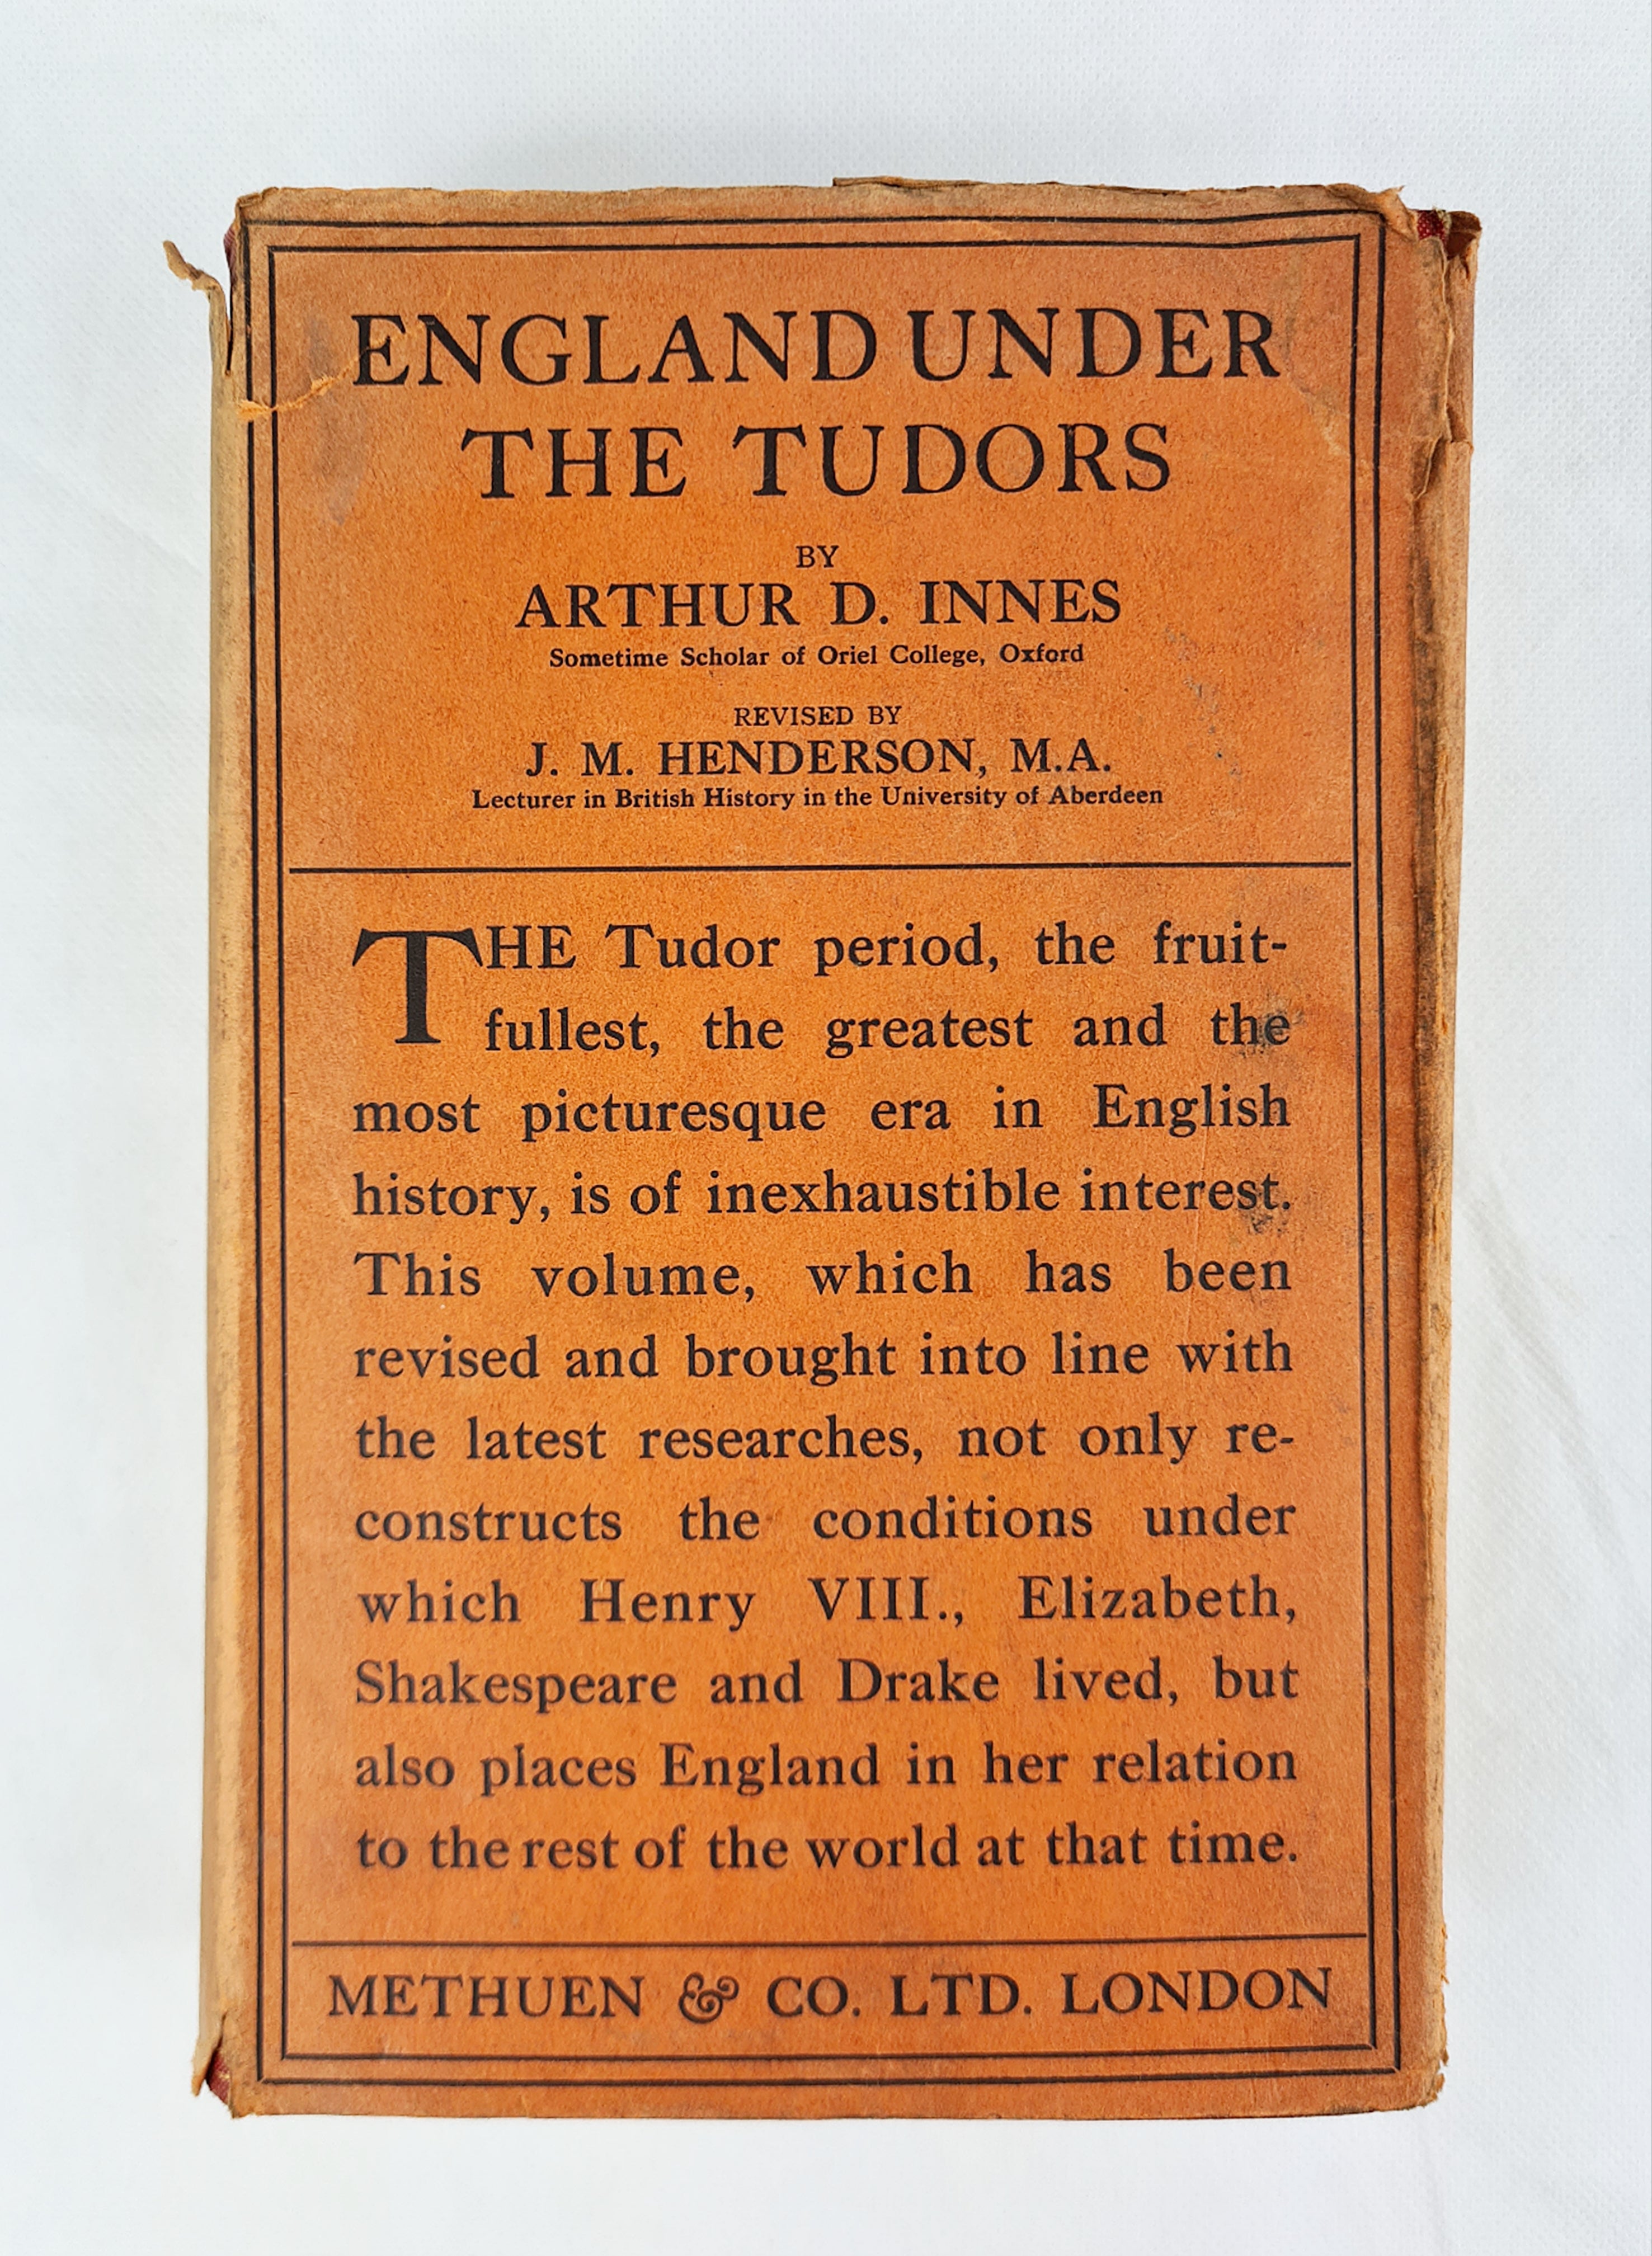 ENGLAND UNDER
THE TUDORS
BY
ARTHUR D. INNES
Sometime Scholar of Oriel College, Oxford
REVISED BY
J. M. HENDERSON, M.A.
Lecturer in British History in the University of Aberdeen
THE Tudor period, the fruit-
fullest, the greatest and the
most picturesque era in English
history, is of inexhaustible interest.
This volume, which has been
revised and brought into line with
the latest researches, not only re-
constructs the conditions under
which Henry VIII., Elizabeth,
Shakespeare and Drake lived, but
also places England in her relation
to the rest of the world at that time.
METHUEN & CO. LTD. LONDON